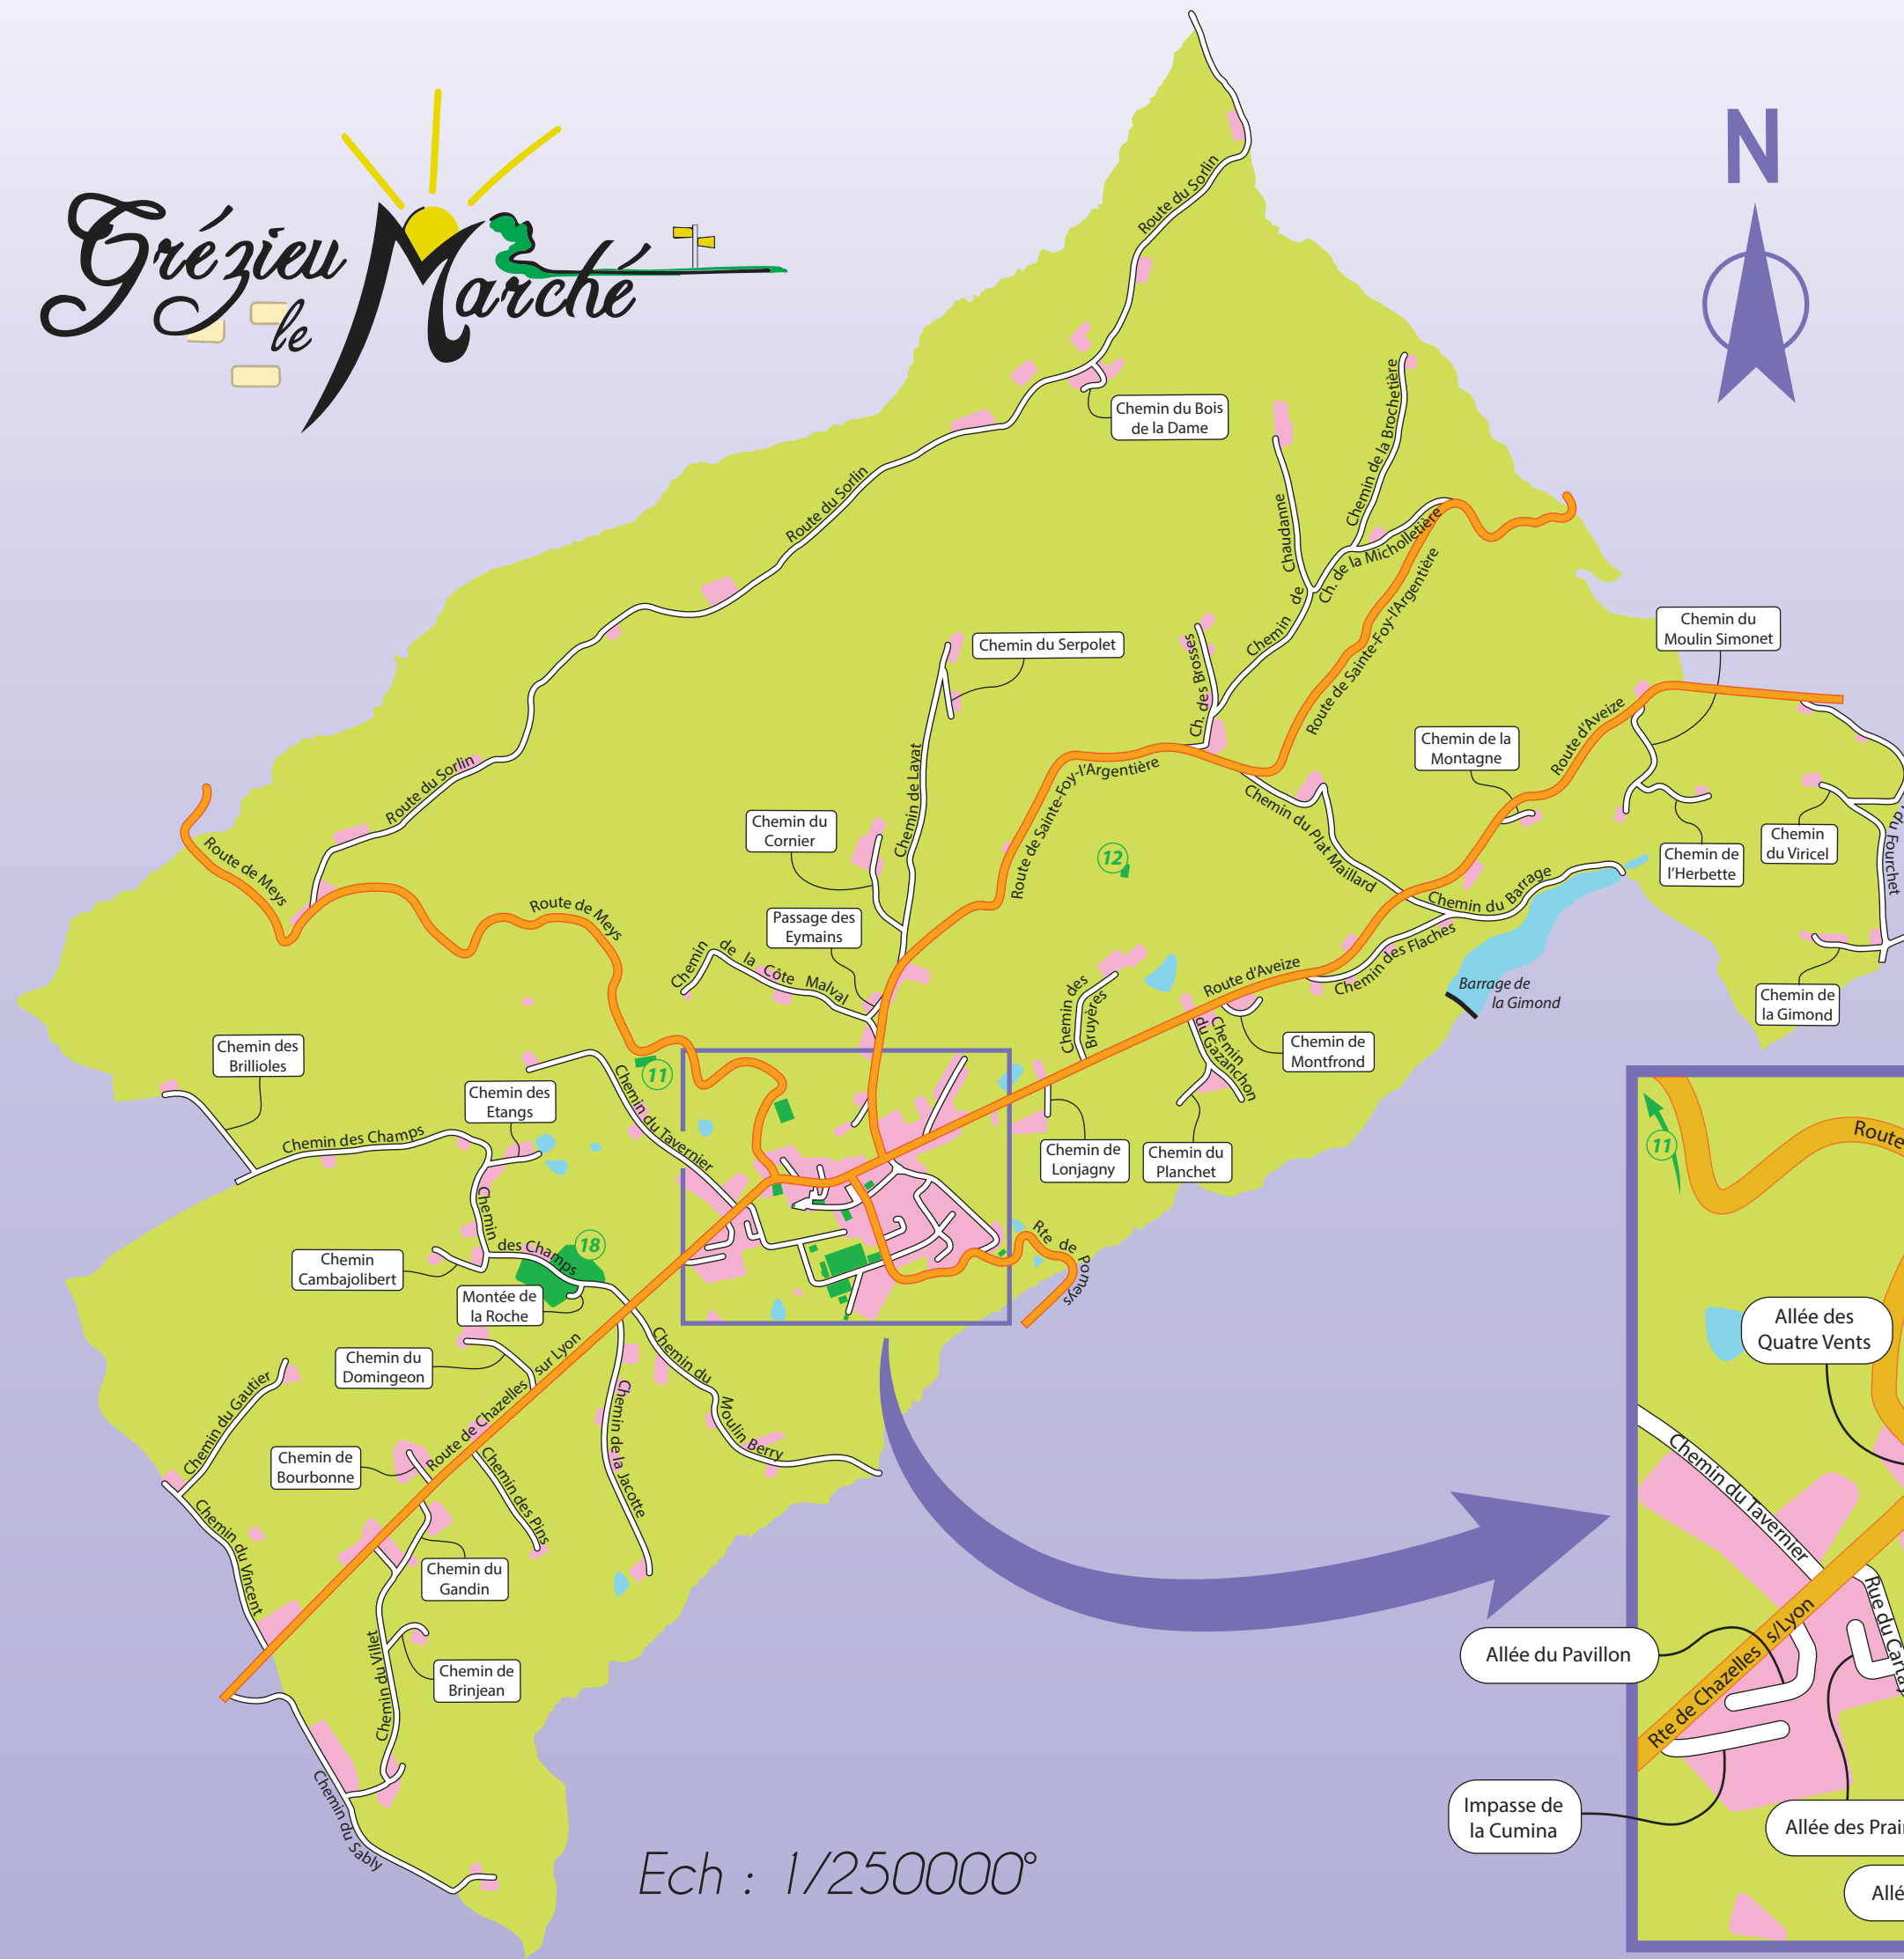 Grézieu
le Marché
N
Route du Sorlin
Chemin du Bois
de la Dame
Chemin de la Brochetière
Route du Sorlin
Chaudanne
Ch. de la Micholletière
Chemin de
Route de Sainte-Foy-l'Argentière
Chemin du
Moulin Simonet
Chemin du Serpolet
Ch. des Brosses
Route d'Aveize
Chemin de la
Montagne
Route du Sorlin
Chemin de Layat
Route de Sainte-Foy-l'Argentière
Chemin du Plat Maillard
Chemin du
Cornier
Route de Meys
12
Chemin de
l'Herbette
Chemin
du Viricel
du Fourchet
Route de Meys
Passage des
Eymains
Chemin du Barrage
Chemin des Flaches
Chemin
de la Côte Malval
Route d'Aveize
Barrage de
la Gimond
Chemin de
la Gimond
Chemin des
Bruyères
Chemin
du Gazanchon
Chemin de
Montfrond
Chemin des
Brillioles
Chemin des
Etangs
11
Chemin du Tavernier
Chemin des Champs
Chemin de
Lonjagny
Chemin du
Planchet
11
Route
Chemin
des Champs
18
Rte de Pomeys
Chemin
Cambajolibert
Montée de
la Roche
Allée des
Quatre Vents
Chemin du
Domingeon
Route de Chazelles sur Lyon
Chemin du
Moulin Berry
Chemin du Gautier
Chemin de la Jacotte
Chemin de
Bourbonne
Chemin des Pins
Chemin du Tavernier
Chemin du Vincent
Chemin du
Gandin
Rue du Carta
Rte de Chazelles s/Lyon
Allée du Pavillon
Chemin du Villet
Chemin de
Brinjean
Chemin du Sably
Impasse de
la Cumina
Allée des Prai
Allé
Ech : 1/250000°